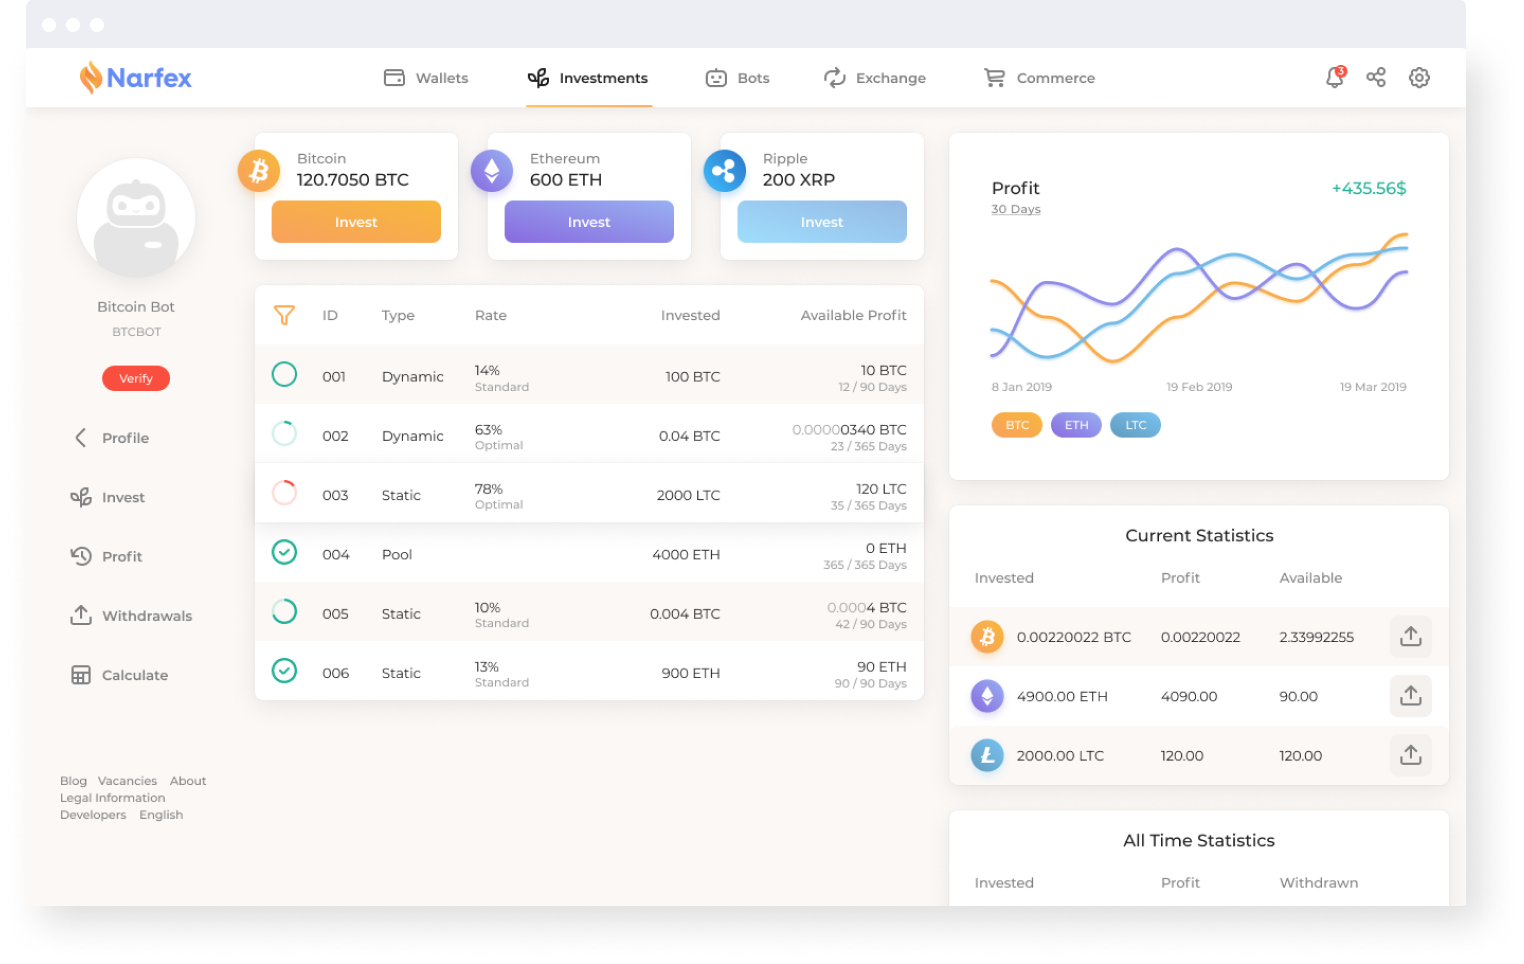 Narfex
Wallets
Investments
Bots
Exchange
Commerce
3
Bitcoin Bot
BTCBOT
Verify
Profile
Invest
Profit
Withdrawals
Calculate
Blog Vacancies About
Legal Information
Developers English
Bitcoin
120.7050 BTC
Invest
Ethereum
600 ETH
Invest
Ripple
200 XRP
Invest
ID Type Rate Invested Available Profit
001 Dynamic 14% Standard 100 BTC 10 BTC 12 / 90 Days
002 Dynamic 63% Optimal 0.04 BTC 0.00000340 BTC 23 / 365 Days
003 Static 78% Optimal 2000 LTC 120 LTC 35 / 365 Days
004 Pool 4000 ETH 0 ETH 365 / 365 Days
005 Static 10% Standard 0.004 BTC 0.0004 BTC 42 / 90 Days
006 Static 13% Standard 900 ETH 90 ETH 90 / 90 Days
Profit +435.56$
30 Days
8 Jan 2019 19 Feb 2019 19 Mar 2019
BTC ETH LTC
Current Statistics
Invested Profit Available
0.00220022 BTC 0.00220022 2.33992255
4900.00 ETH 4090.00 90.00
2000.00 LTC 120.00 120.00
All Time Statistics
Invested Profit Withdrawn